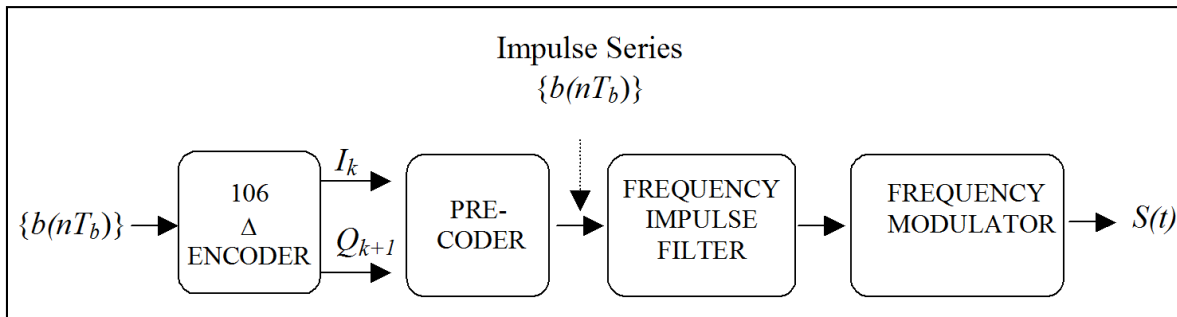 Impulse Series
{b(nTb)}
{b(nTb)}
106
Δ
ENCODER
Ik
Qk+1
PRE-
CODER
FREQUENCY
IMPULSE
FILTER
FREQUENCY
MODULATOR
S(t)